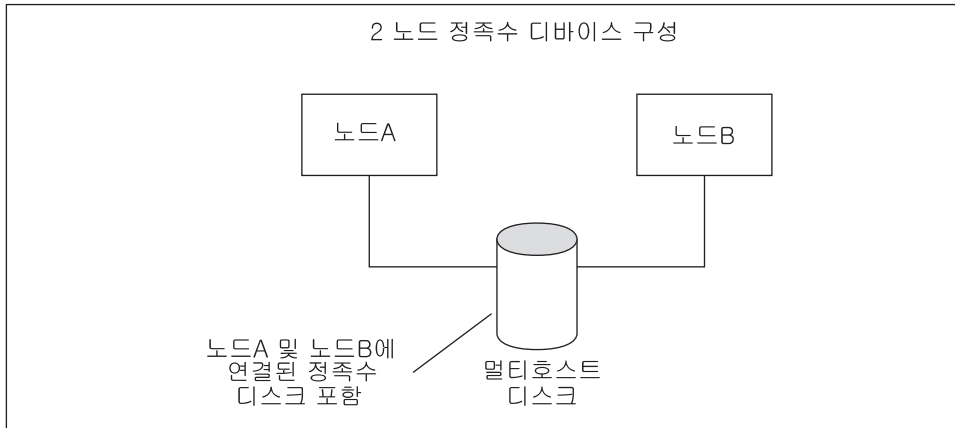 2 노드 정족수 디바이스 구성
노드A
노드B
노드A 및 노드B에
연결된 정족수
디스크 포함
멀티호스트
디스크